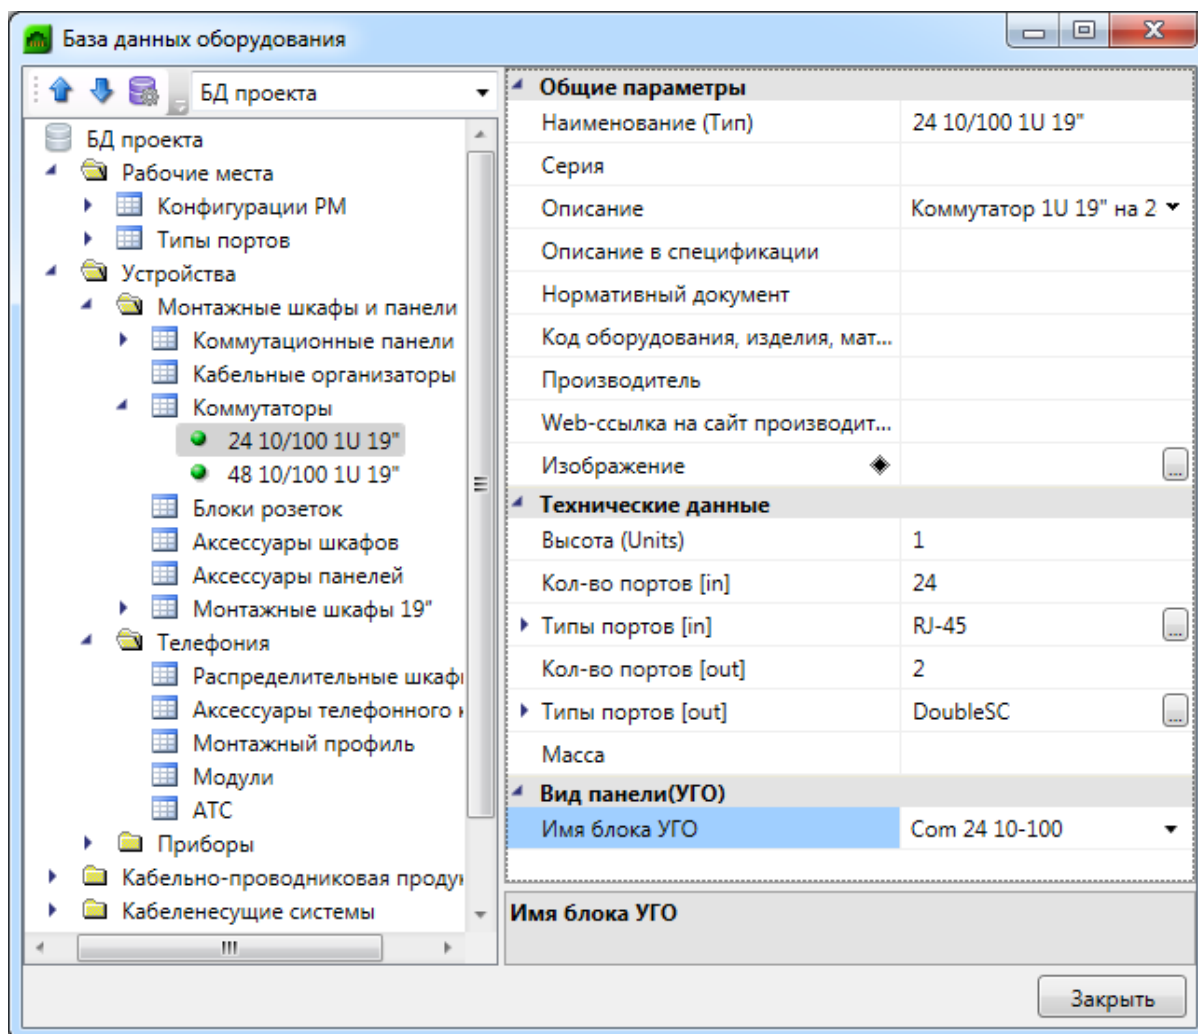 База данных оборудования
БД проекта
БД проекта
Рабочие места
Конфигурации РМ
Типы портов
Устройства
Монтажные шкафы и панели
Коммутационные панели
Кабельные организаторы
Коммутаторы
24 10/100 1U 19"
48 10/100 1U 19"
Блоки розеток
Аксессуары шкафов
Аксессуары панелей
Монтажные шкафы 19"
Телефония
Распределительные шкафы
Аксессуары телефонного к
Монтажный профиль
Модули
АТС
Приборы
Кабельно-проводниковая продук
Кабеленесущие системы
Общие параметры
Наименование (Тип) 24 10/100 1U 19"
Серия
Описание Коммутатор 1U 19" на 2
Описание в спецификации
Нормативный документ
Код оборудования, изделия, мат...
Производитель
Web-ссылка на сайт производит...
Изображение ...
Технические данные
Высота (Units) 1
Кол-во портов [in] 24
Типы портов [in] RJ-45 ...
Кол-во портов [out] 2
Типы портов [out] DoubleSC ...
Масса
Вид панели(УГО)
Имя блока УГО Com 24 10-100
Имя блока УГО
Закрыть